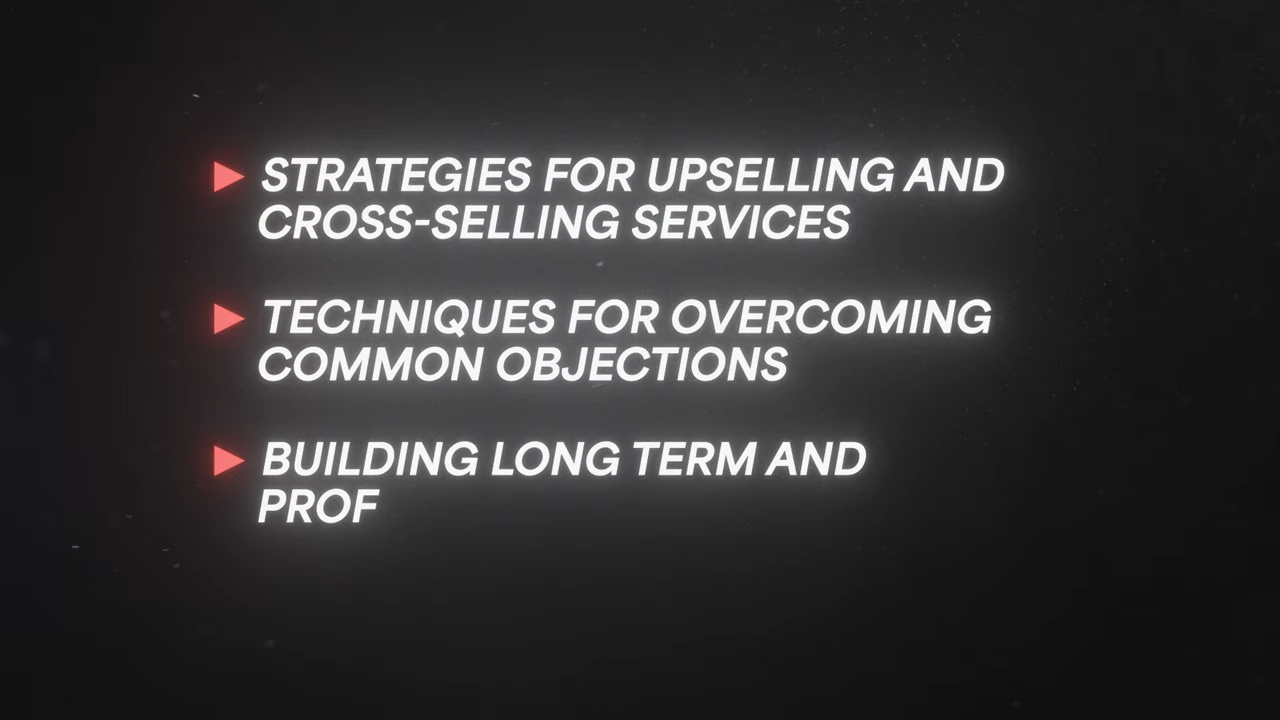 STRATEGIES FOR UPSELLING AND
CROSS-SELLING SERVICES
TECHNIQUES FOR OVERCOMING
COMMON OBJECTIONS
BUILDING LONG TERM AND
PROF